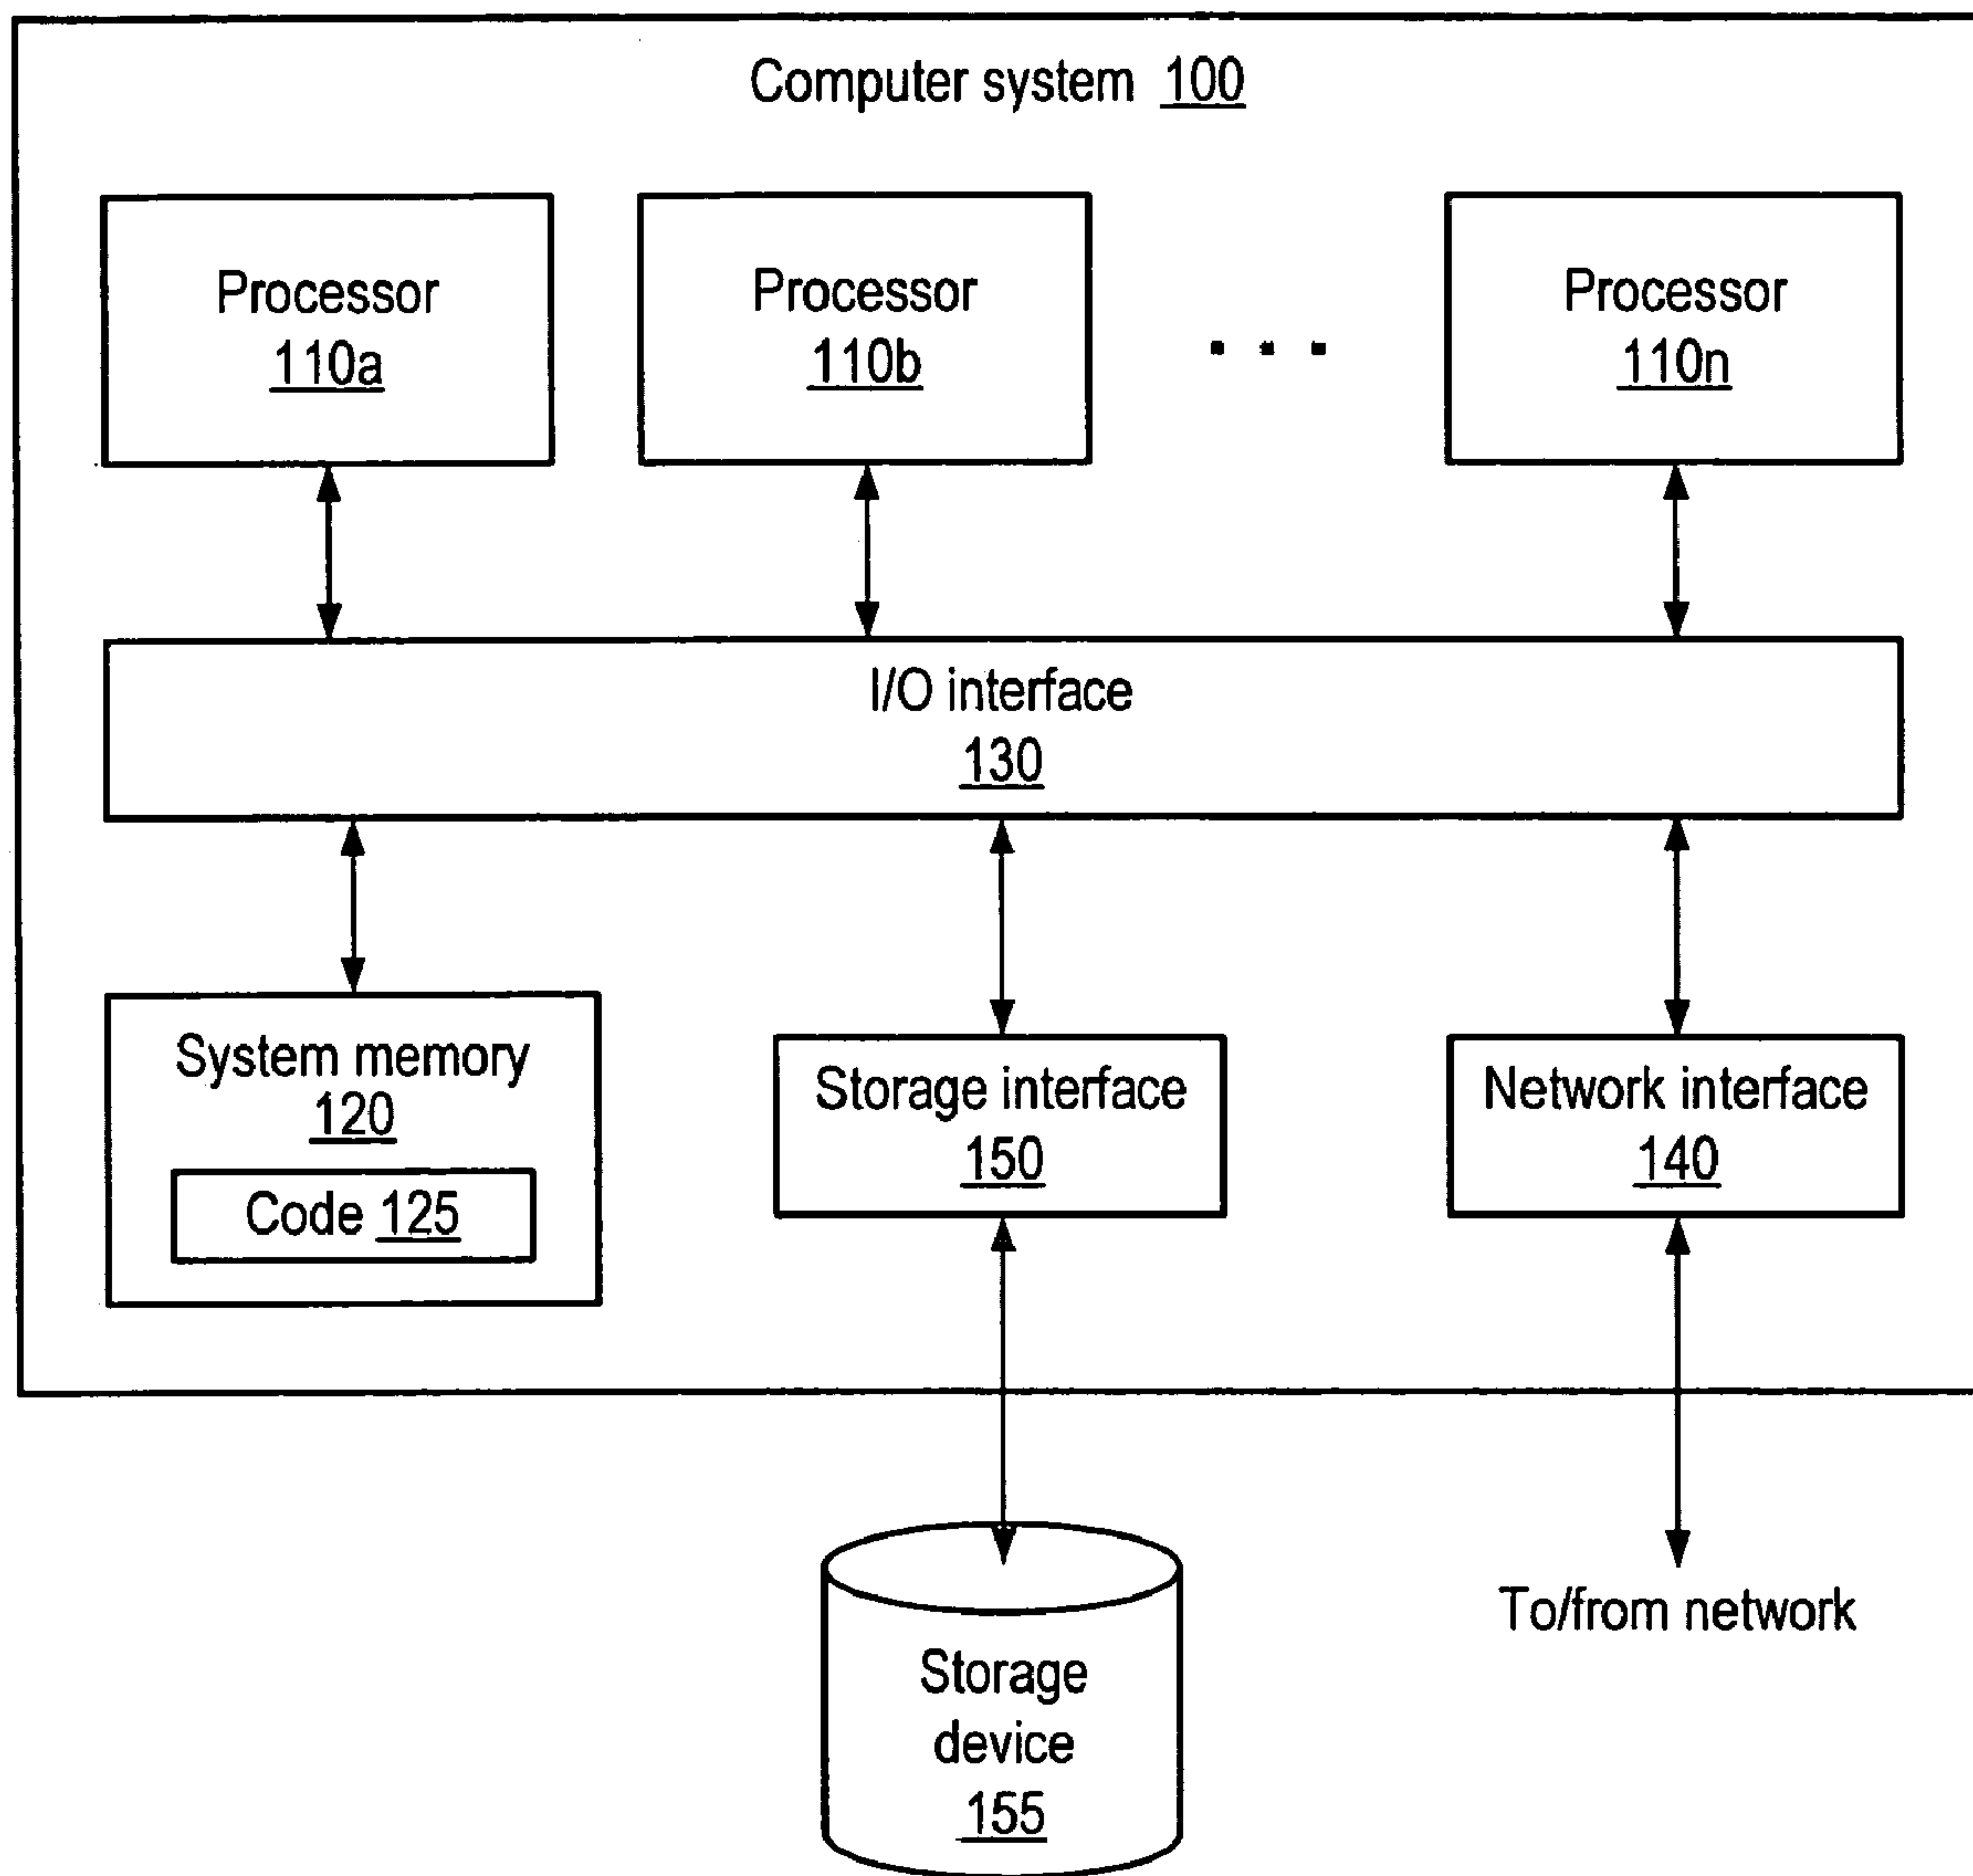 Computer system 100
Processor
110a
Processor
110b
. . .
Processor
110n
I/O interface
130
System memory
120
Code 125
Storage interface
150
Network interface
140
To/from network
Storage
device
155